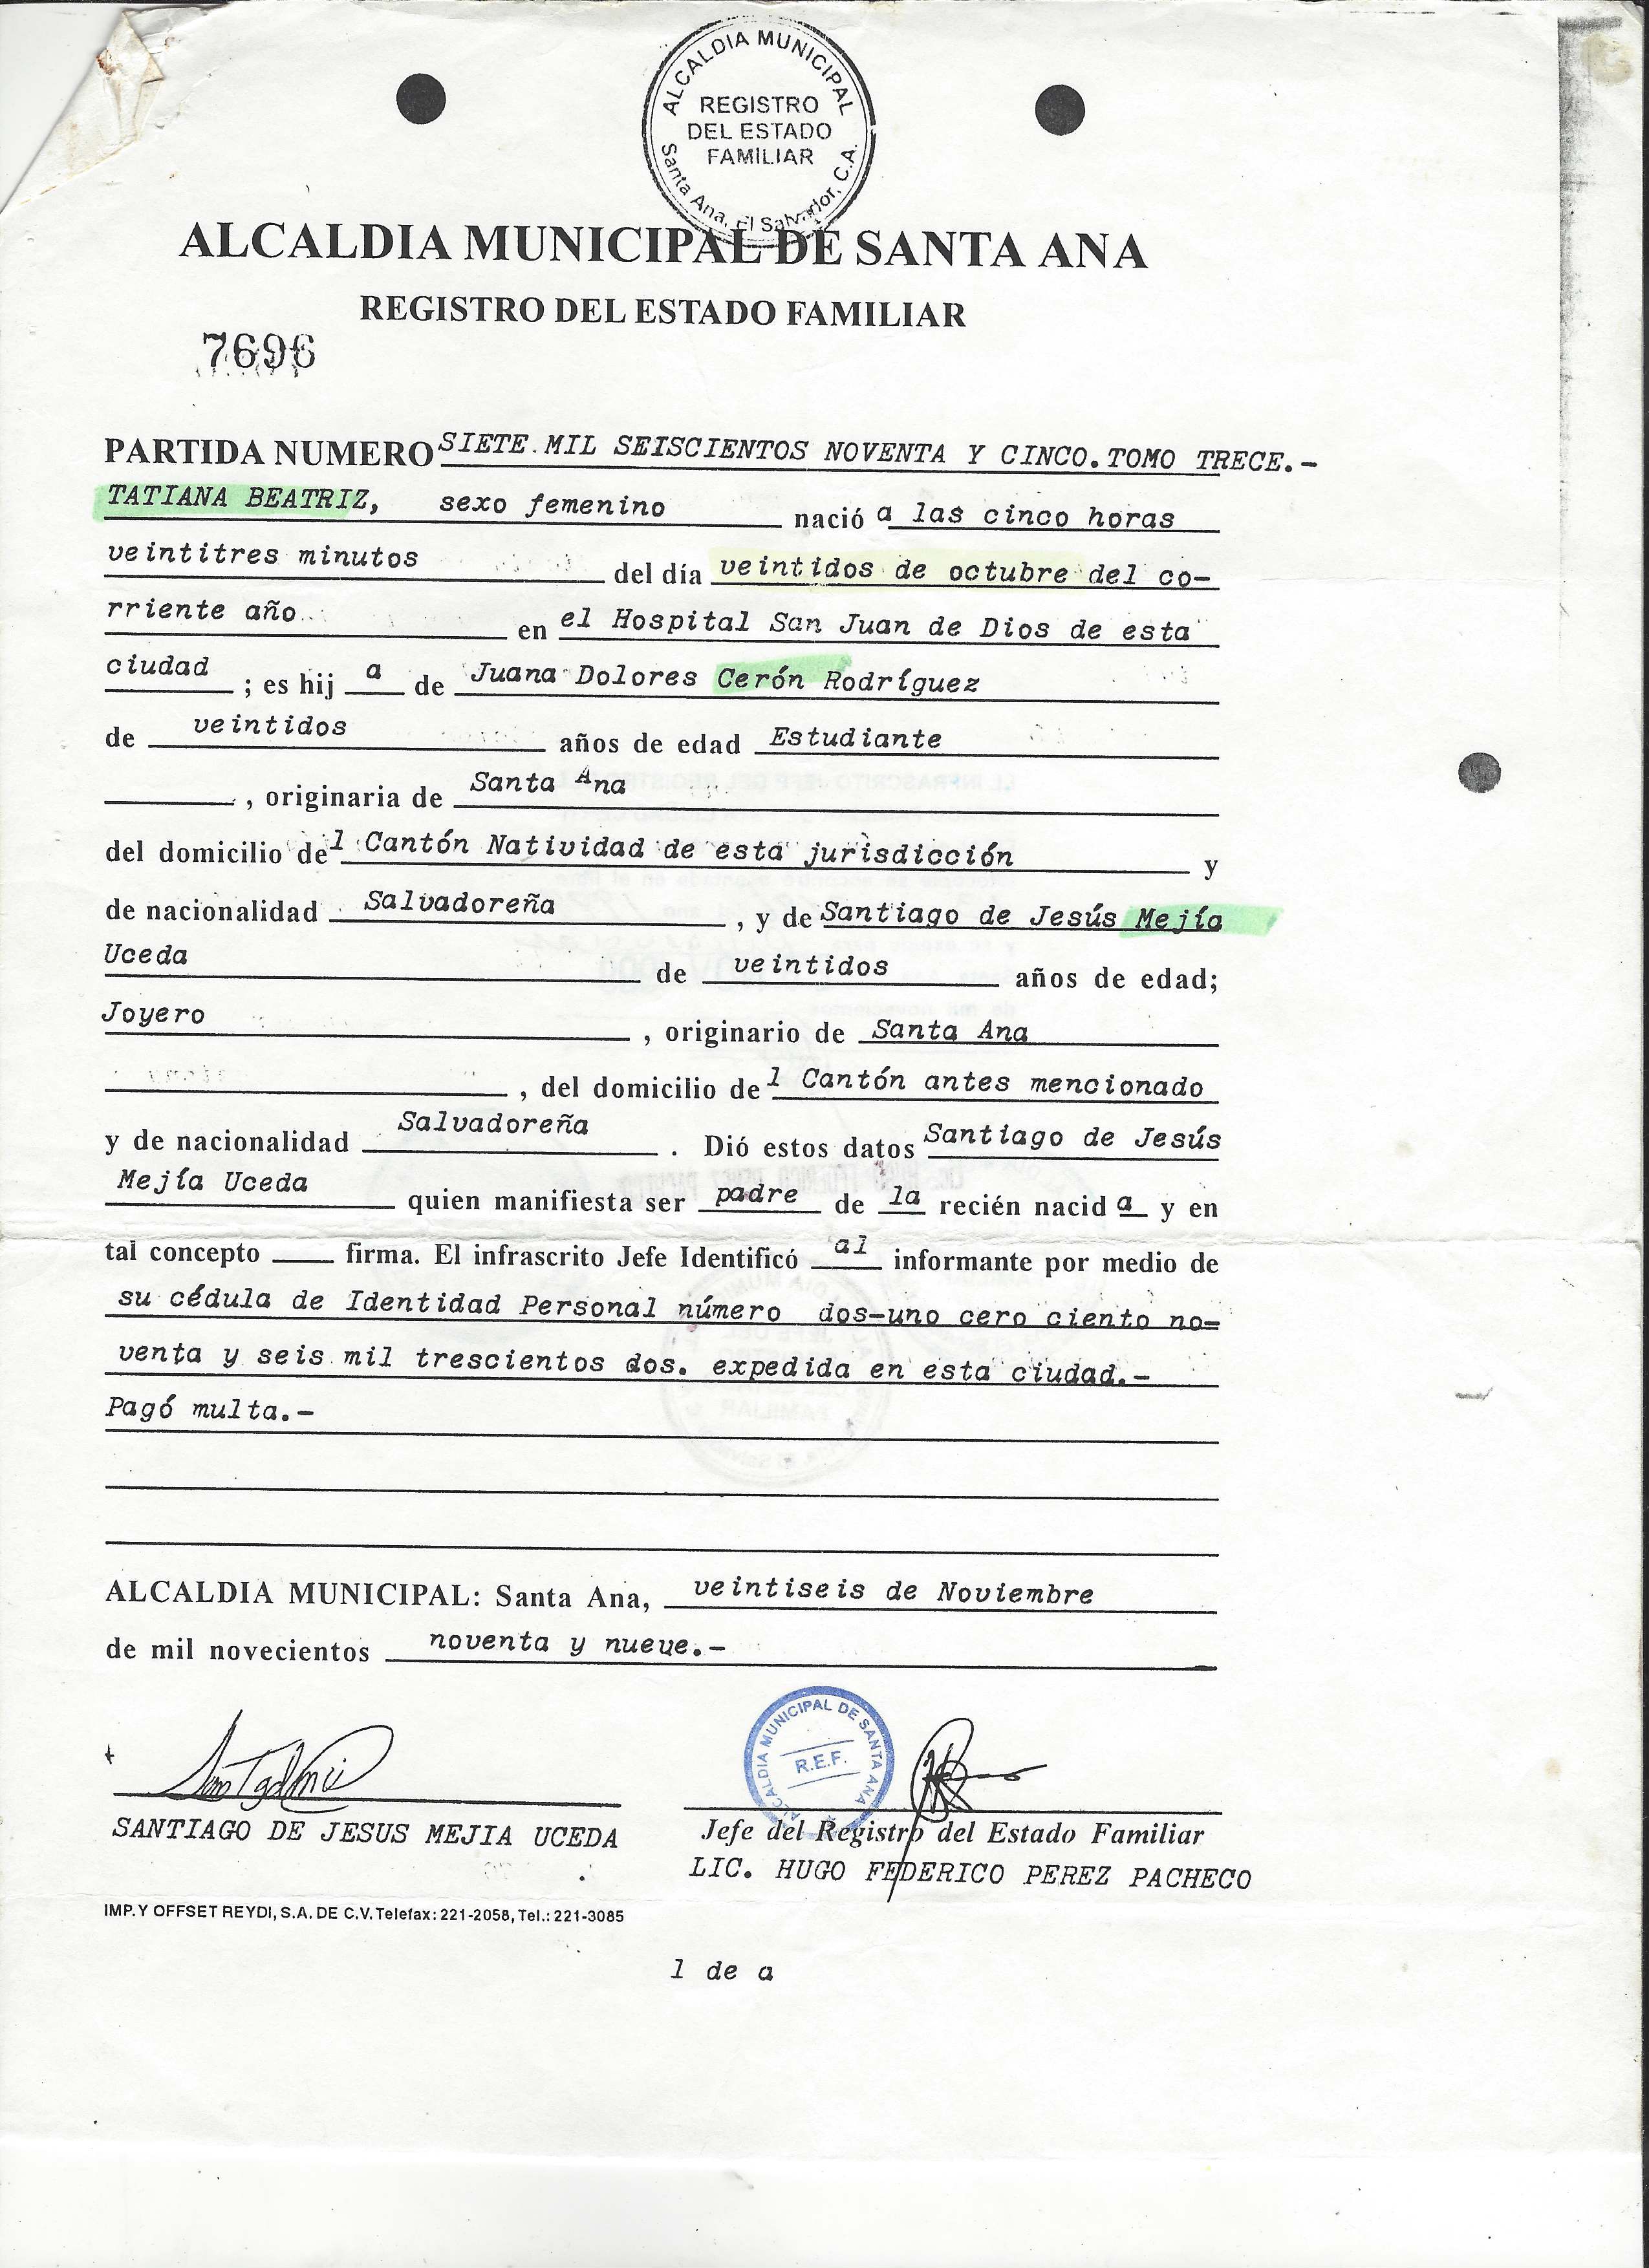 ALCALDIA MUNICIPAL
REGISTRO
DEL ESTADO
FAMILIAR
Santa Ana, El Salvador, C.A.
ALCALDIA MUNICIPAL DE SANTA ANA
REGISTRO DEL ESTADO FAMILIAR
7696
PARTIDA NUMERO SIETE.MIL SEISCIENTOS NOVENTA Y CINCO.TOMO TRECE.-
TATIANA BEATRIZ, sexo femenino nació a las cinco horas
veintitres minutos del día veintidos de octubre del co-
rriente año en el Hospital San Juan de Dios de esta
ciudad ; es hij a de Juana Dolores Cerón Rodríguez
de veintidos años de edad Estudiante
, originaria de Santa Ana
del domicilio del Cantón Natividad de esta jurisdicción y
de nacionalidad Salvadoreña , y de Santiago de Jesús Mejía
Uceda de veintidos años de edad;
Joyero , originario de Santa Ana
, del domicilio del Cantón antes mencionado
y de nacionalidad Salvadoreña . Dió estos datos Santiago de Jesús
Mejía Uceda quien manifiesta ser padre de la recién nacid a y en
tal concepto firma. El infrascrito Jefe Identificó al informante por medio de
su cédula de Identidad Personal número dos-uno cero ciento no-
venta y seis mil trescientos dos. expedida en esta ciudad.-
Pagó multa.-
ALCALDIA MUNICIPAL: Santa Ana, veintiseis de Noviembre
de mil novecientos noventa y nueve.-
ALCALDIA MUNICIPAL DE SANTA ANA
R.E.F.
SANTIAGO DE JESUS MEJIA UCEDA
Jefe del Registro del Estado Familiar
LIC. HUGO FEDERICO PEREZ PACHECO
IMP.Y OFFSET REYDI, S.A. DE C.V. Telefax: 221-2058, Tel.: 221-3085
1 de a